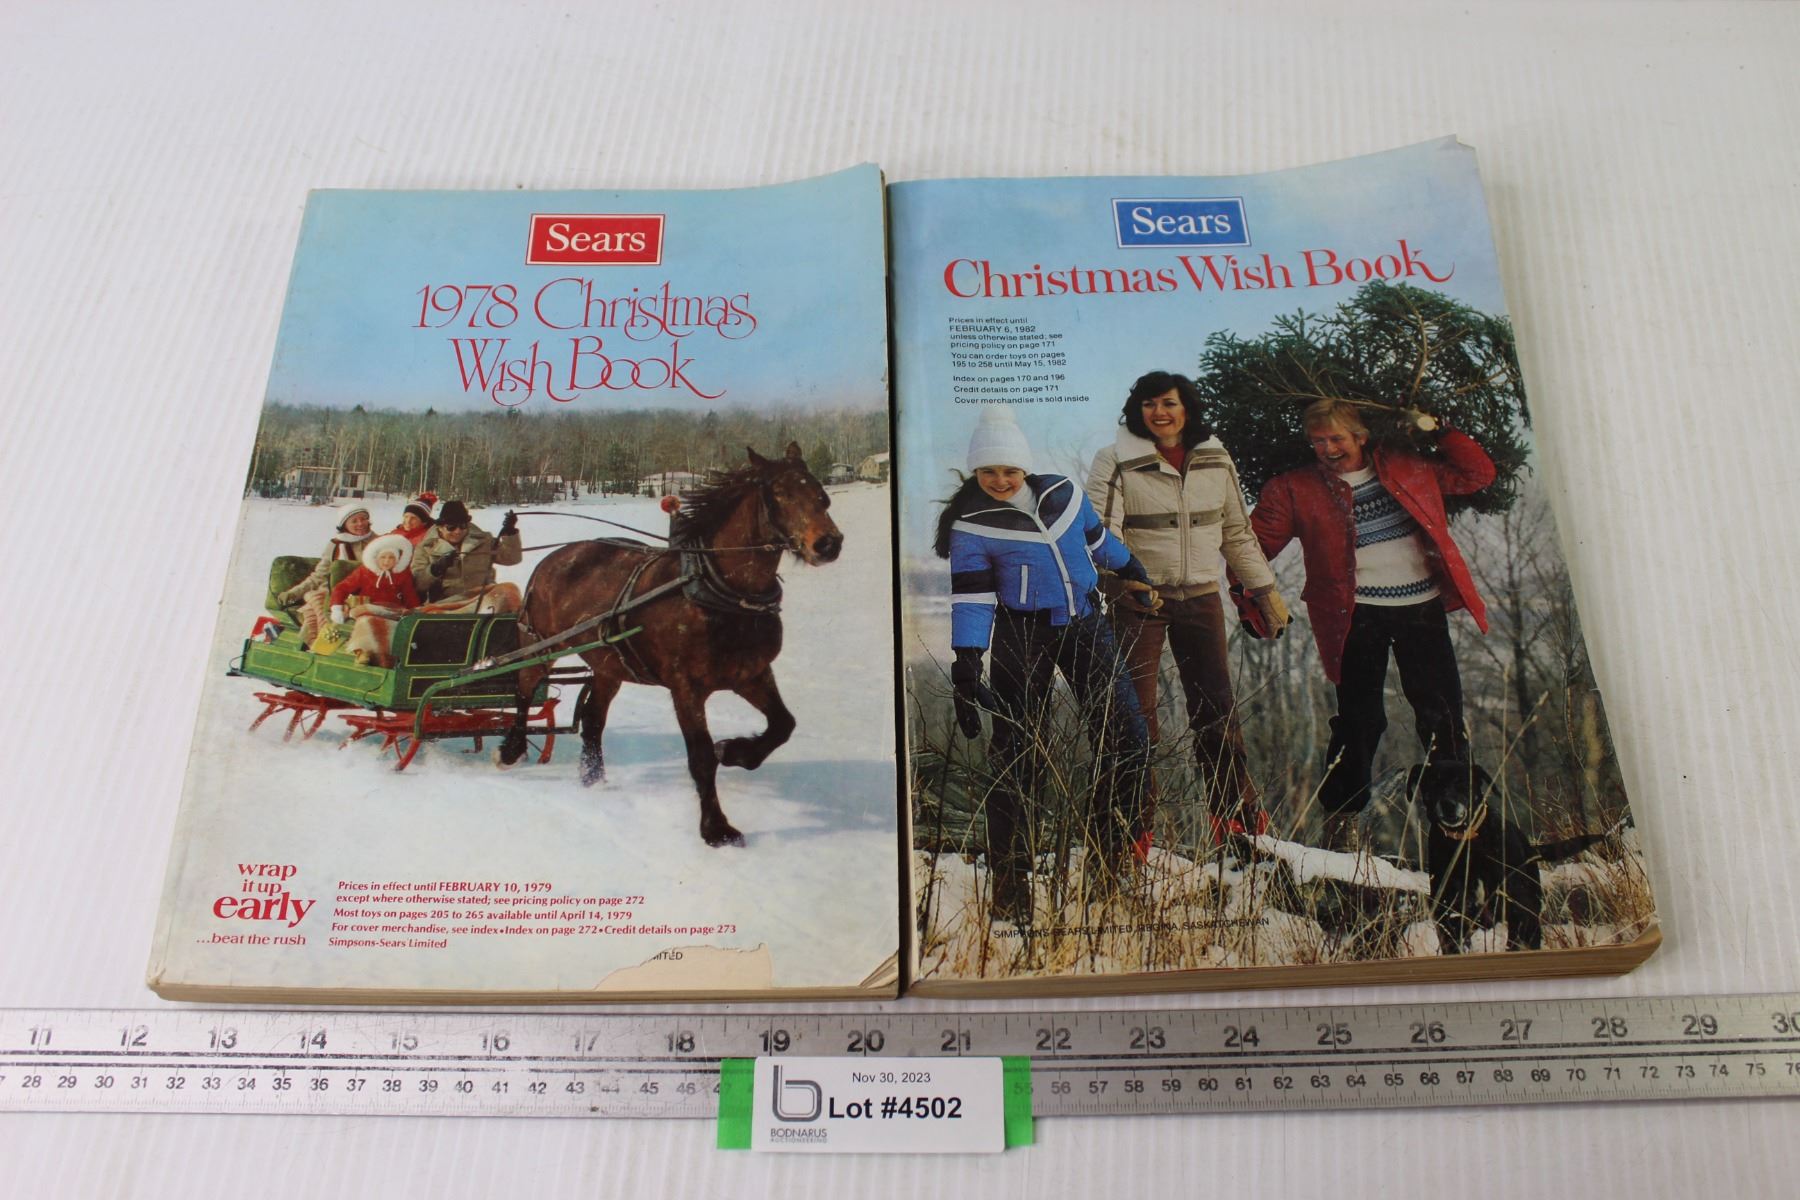 Sears
1978 Christmas
Wish Book
wrap
it up
early
...beat the rush
Prices in effect until FEBRUARY 10, 1979
except where otherwise stated; see pricing policy on page 272
Most toys on pages 205 to 265 available until April 14, 1979
For cover merchandise, see index•Index on page 272•Credit details on page 273
Simpsons-Sears Limited
MITED
Sears
Christmas Wish Book
Prices in effect until
FEBRUARY 6, 1982
unless otherwise stated; see
pricing policy on page 171
You can order toys on pages
195 to 258 until May 15, 1982
Index on pages 170 and 196
Credit details on page 171
Cover merchandise is sold inside
SIMPSONS-SEARS LIMITED, REGINA, SASKATCHEWAN
11 12 13 14 15 16 17 18 19 20 21 22 23 24 25 26 27 28 29 30
28 29 30 31 32 33 34 35 36 37 38 39 40 41 42 43 44 45 46 56 57 58 59 60 61 62 63 64 65 66 67 68 69 70 71 72 73 74 75 76
Nov 30, 2023
Lot #4502
BODNARUS
AUCTIONEERING